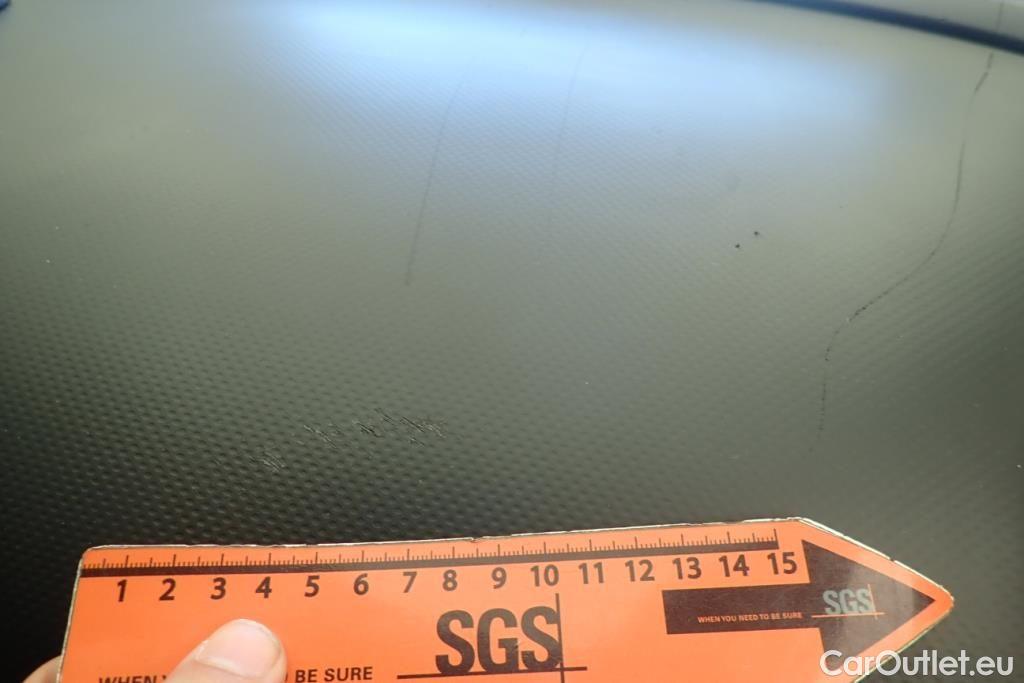 1 2 3 4 5 6 7 8 9 10 11 12 13 14 15
WHEN YOU NEED TO BE SURE SGS
WHEN BE SURE SGS
CarOutlet.eu